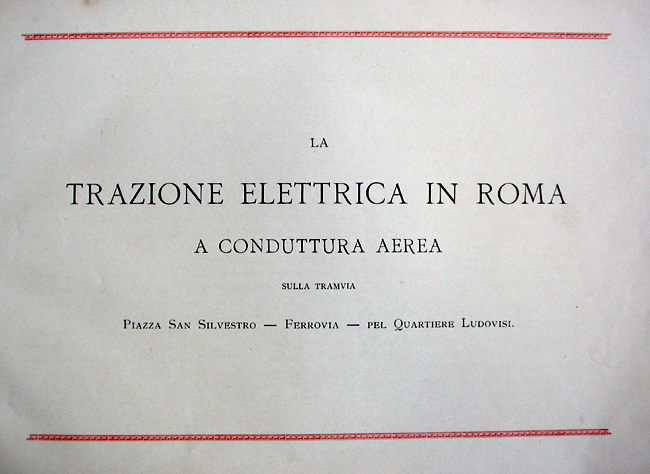 LA
TRAZIONE ELETTRICA IN ROMA
A CONDUTTURA AEREA
SULLA TRAMVIA
PIAZZA SAN SILVESTRO — FERROVIA — PEL QUARTIERE LUDOVISI.